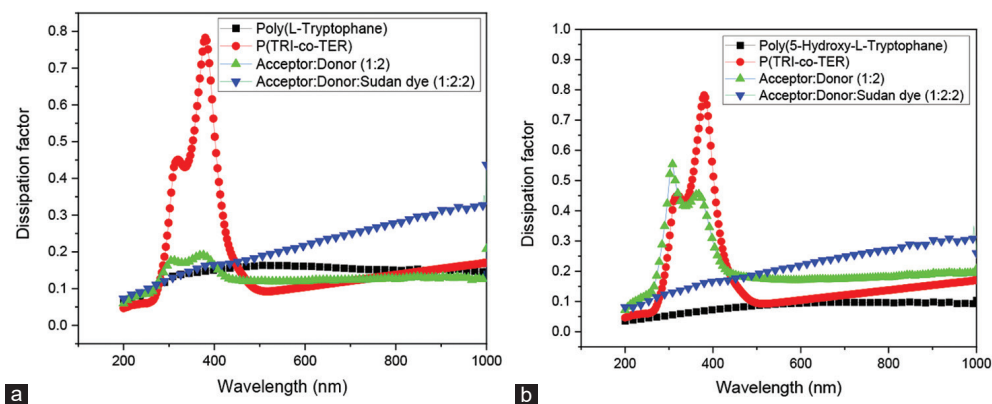 Poly(L-Tryptophane)
P(TRI-co-TER)
Acceptor:Donor (1:2)
Acceptor:Donor:Sudan dye (1:2:2)
Dissipation factor
0.8
0.7
0.6
0.5
0.4
0.3
0.2
0.1
0.0
200
400
600
800
1000
Wavelength (nm)
a
Poly(5-Hydroxy-L-Tryptophane)
P(TRI-co-TER)
Acceptor:Donor (1:2)
Acceptor:Donor:Sudan dye (1:2:2)
Dissipation factor
1.0
0.9
0.8
0.7
0.6
0.5
0.4
0.3
0.2
0.1
0.0
200
400
600
800
1000
Wavelength (nm)
b